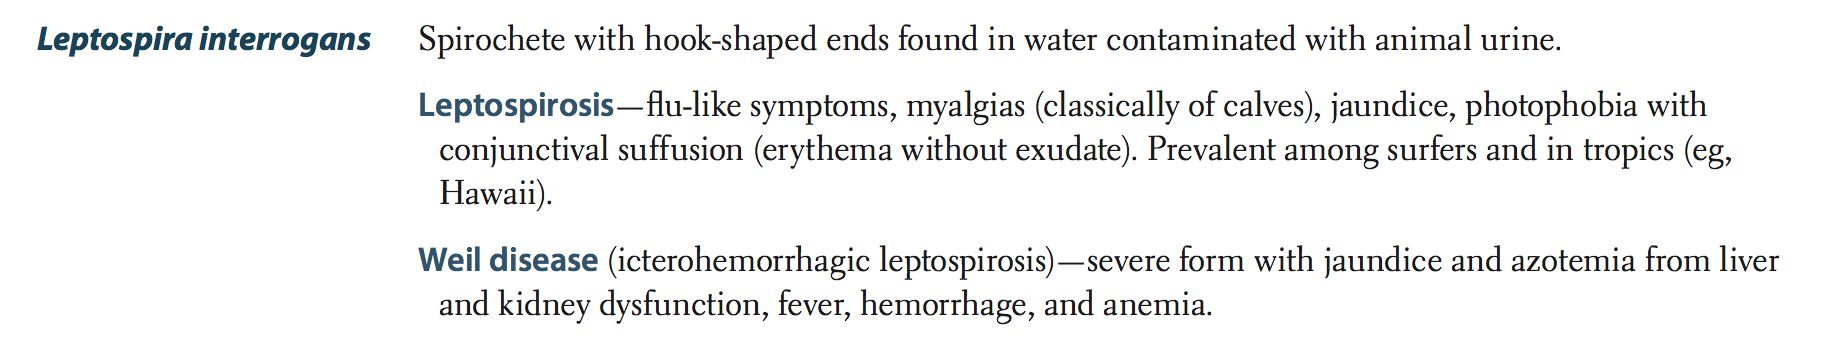 Leptospira interrogans Spirochete with hook-shaped ends found in water contaminated with animal urine.
Leptospirosis—flu-like symptoms, myalgias (classically of calves), jaundice, photophobia with
conjunctival suffusion (erythema without exudate). Prevalent among surfers and in tropics (eg,
Hawaii).
Weil disease (icterohemorrhagic leptospirosis)—severe form with jaundice and azotemia from liver
and kidney dysfunction, fever, hemorrhage, and anemia.